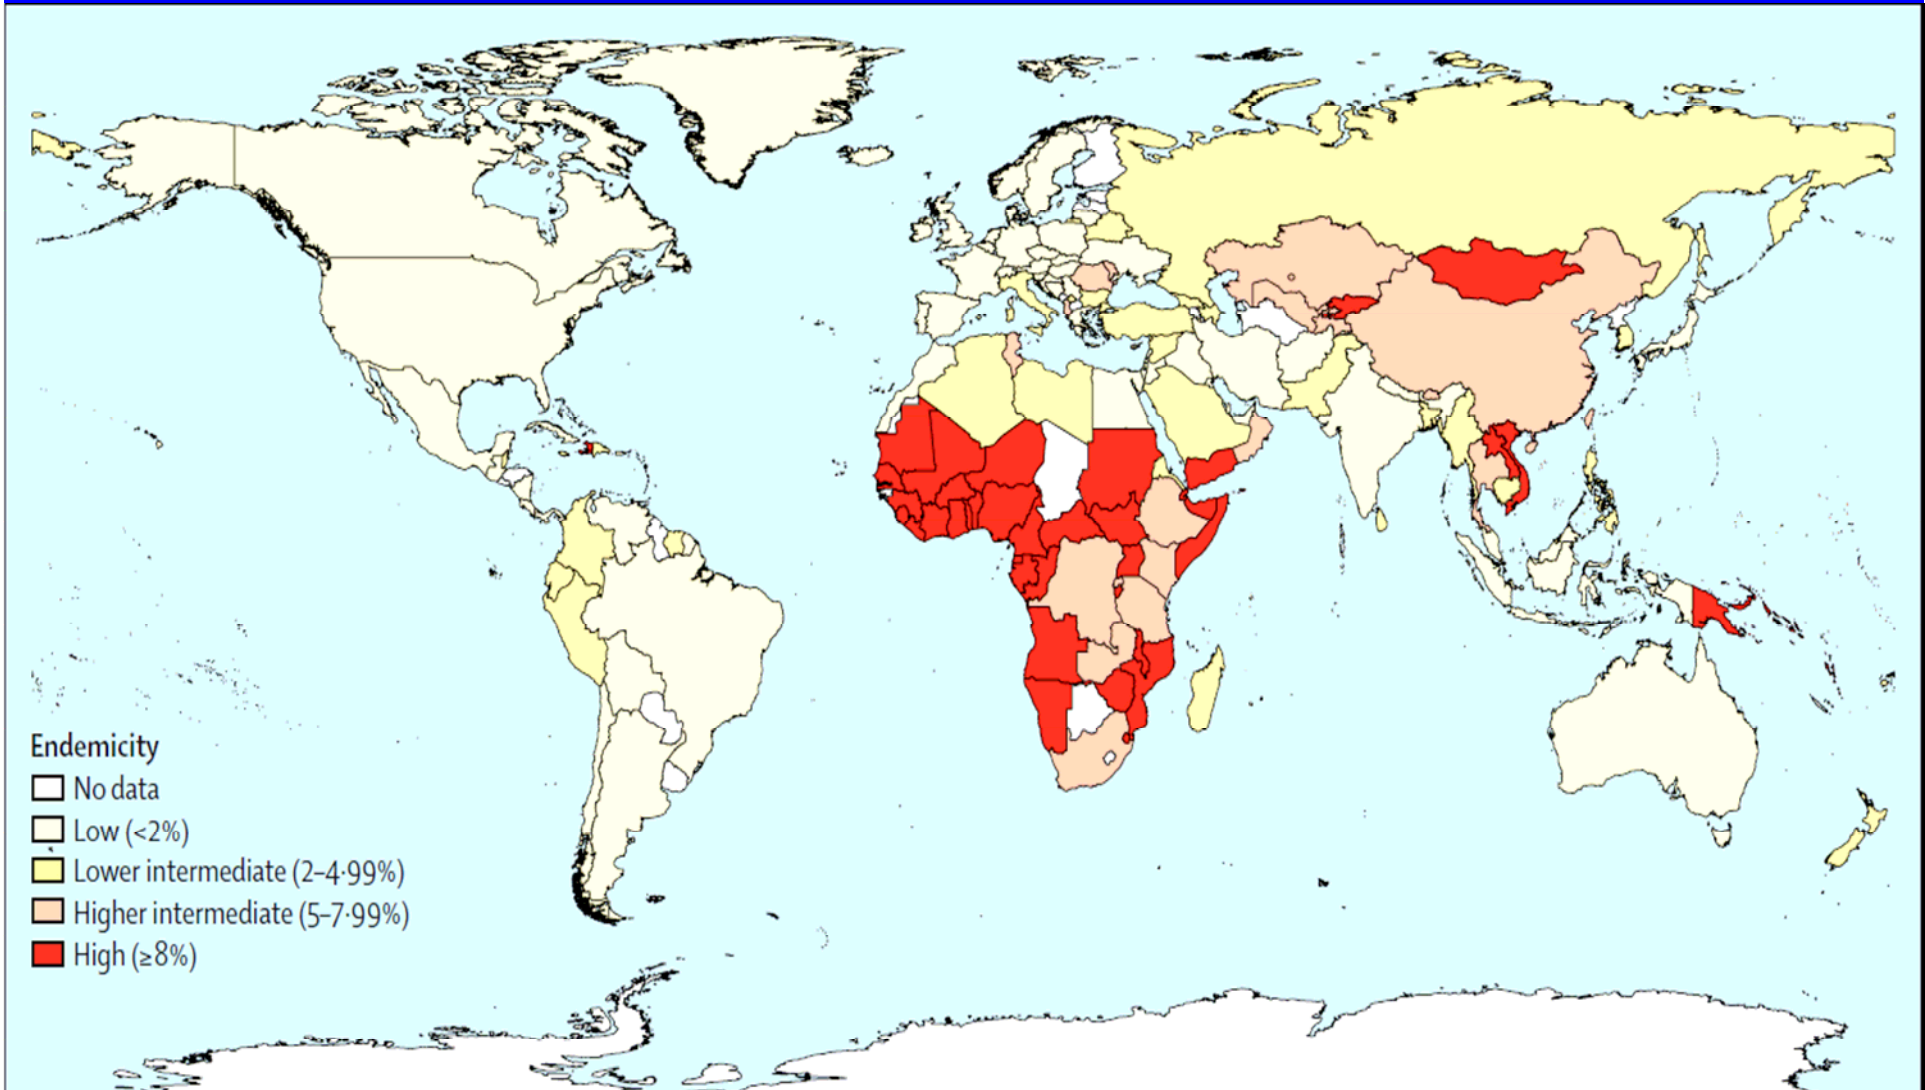 Endemicity
No data
Low (<2%)
Lower intermediate (2–4·99%)
Higher intermediate (5–7·99%)
High (≥8%)